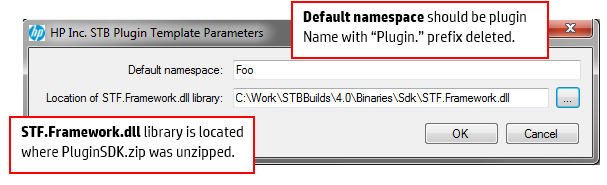 Default namespace should be plugin
Name with “Plugin.” prefix deleted.
hp HP Inc. STB Plugin Template Parameters
Default namespace: Foo
Location of STF.Framework.dll library: C:\Work\STBBuilds\4.0\Binaries\Sdk\STF.Framework.dll ...
STF.Framework.dll library is located
where PluginSDK.zip was unzipped.
OK Cancel